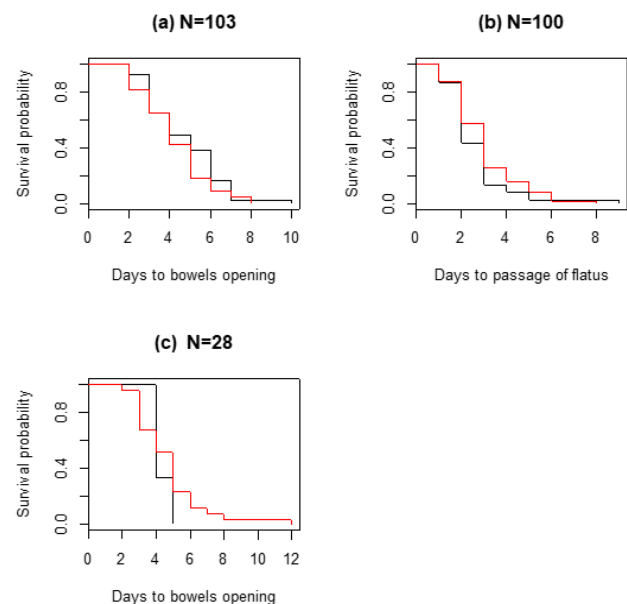 (a) N=103
Survival probability
0.8
0.4
0.0
0 2 4 6 8 10
Days to bowels opening
(b) N=100
Survival probability
0.8
0.4
0.0
0 2 4 6 8
Days to passage of flatus
(c) N=28
Survival probability
0.8
0.4
0.0
0 2 4 6 8 10 12
Days to bowels opening